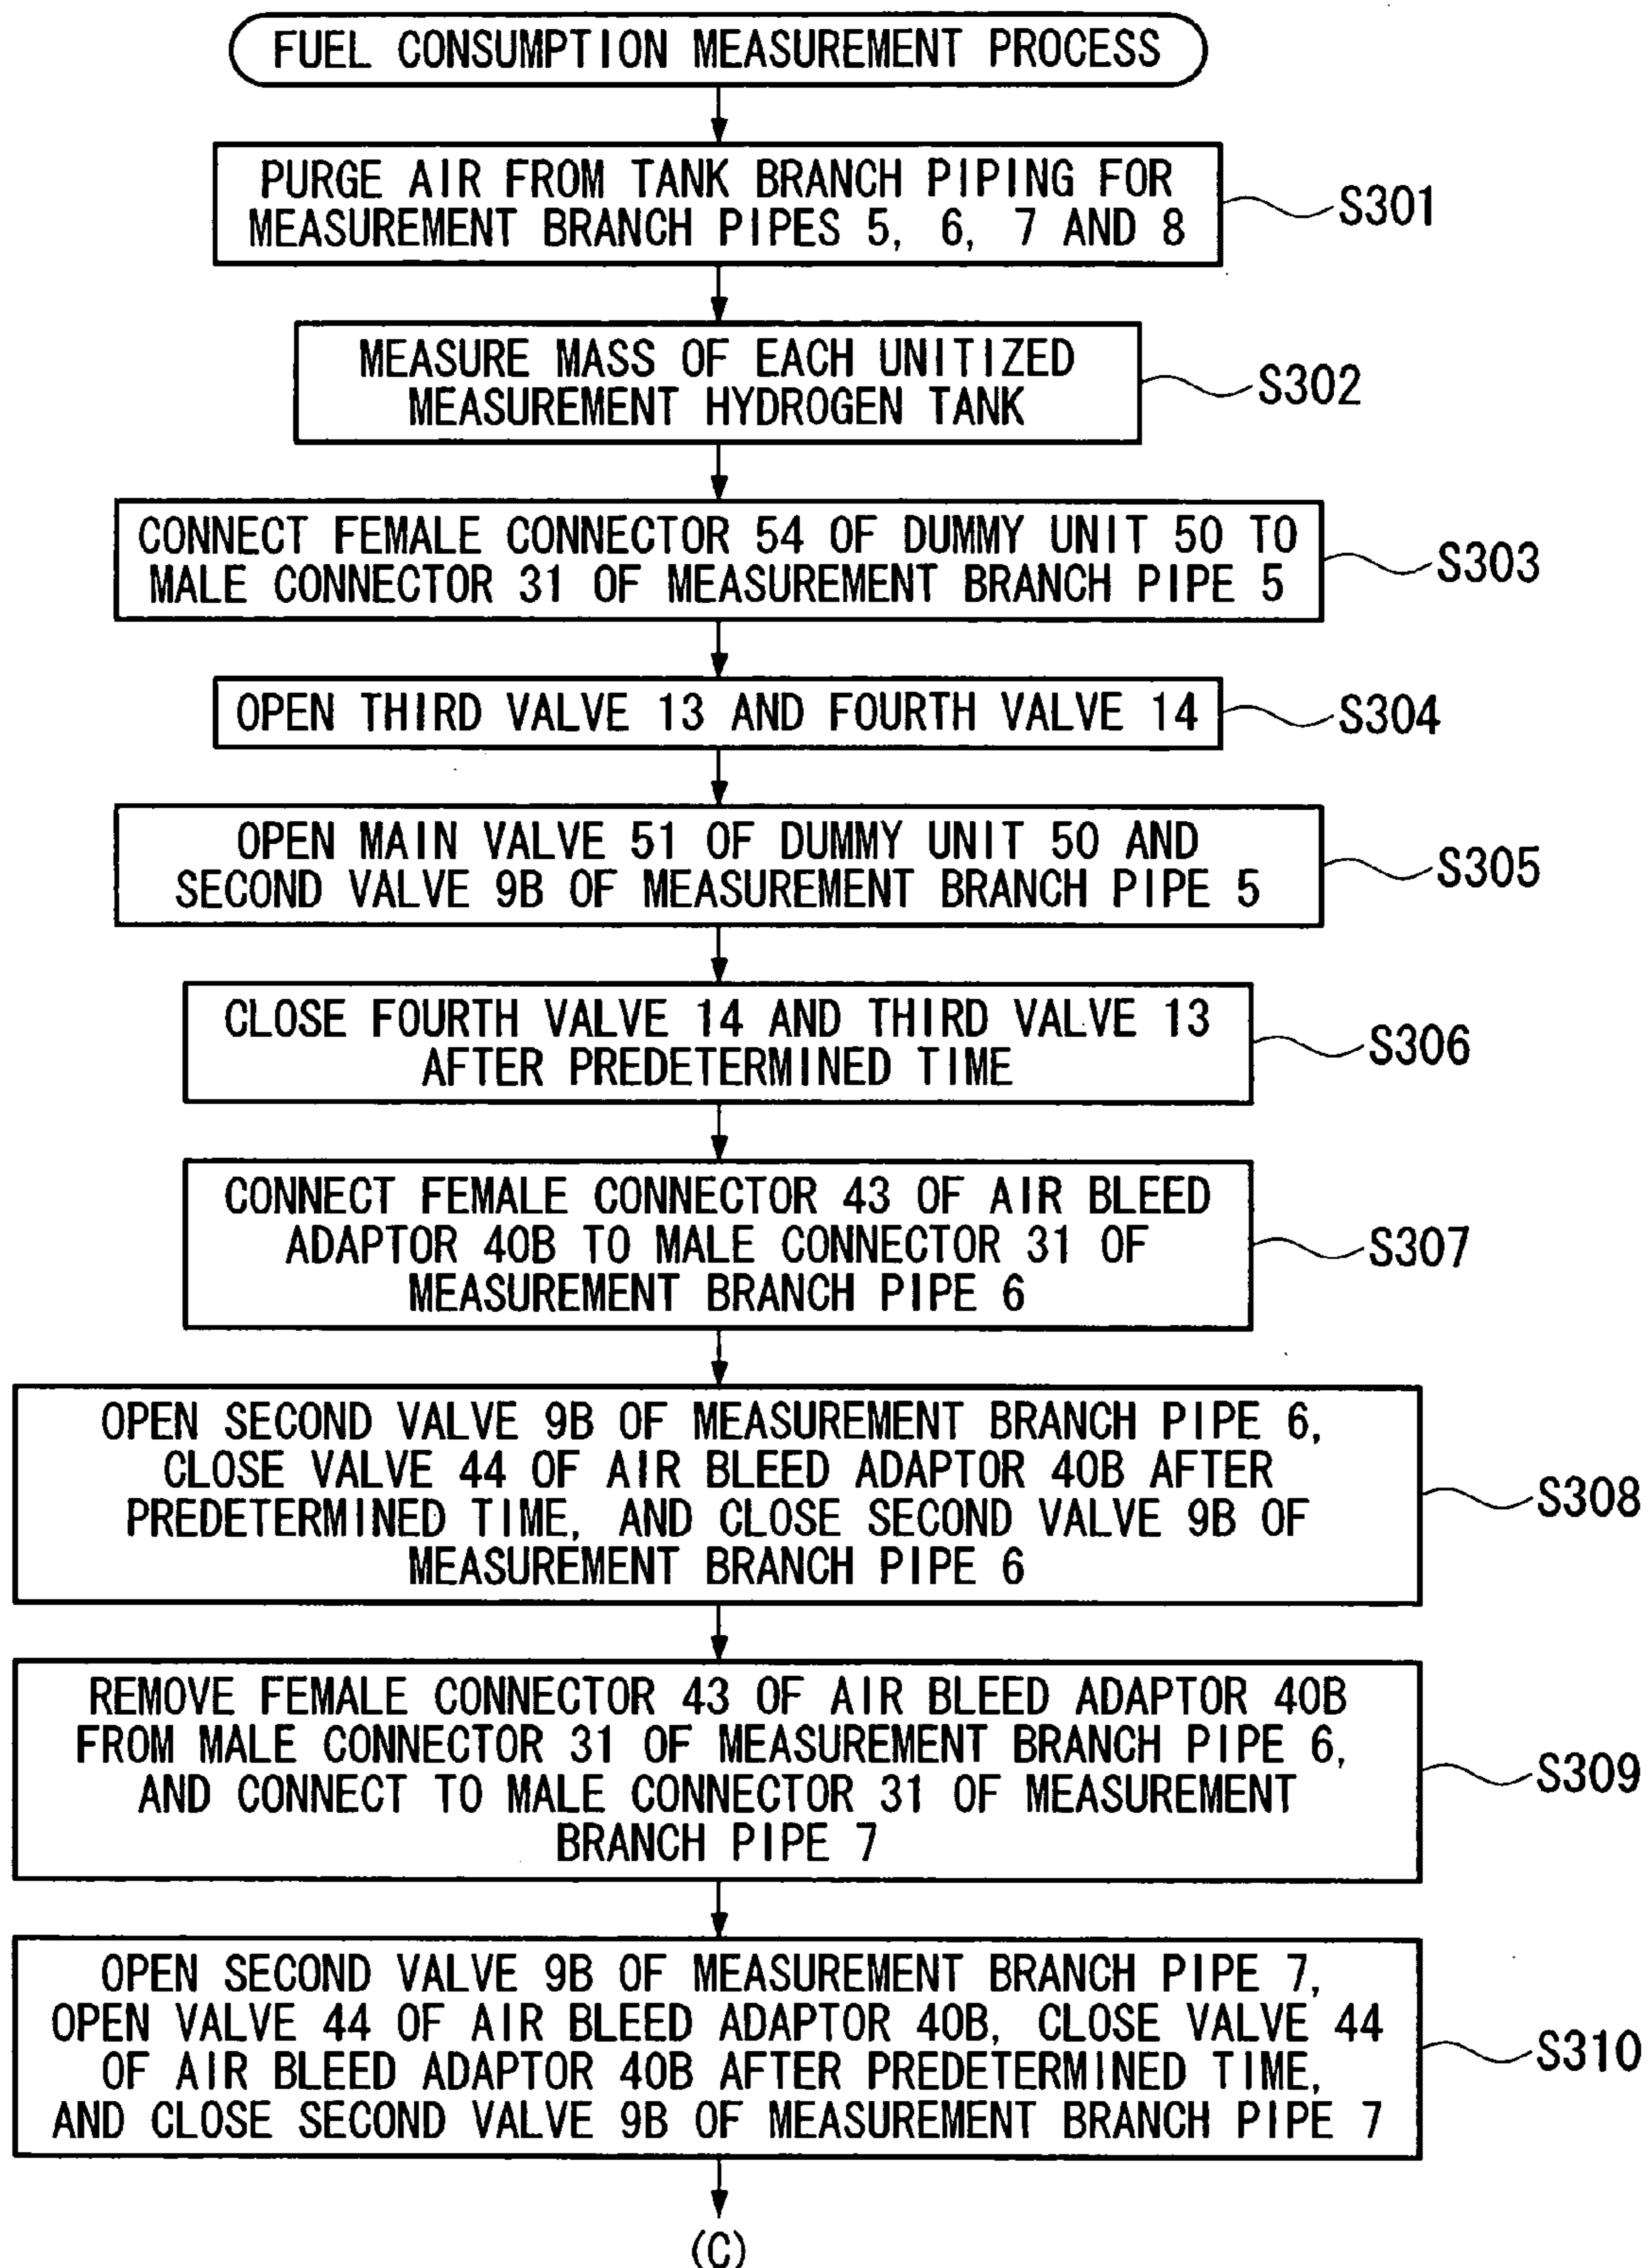 FUEL CONSUMPTION MEASUREMENT PROCESS
PURGE AIR FROM TANK BRANCH PIPING FOR
MEASUREMENT BRANCH PIPES 5, 6, 7 AND 8
S301
MEASURE MASS OF EACH UNITIZED
MEASUREMENT HYDROGEN TANK
S302
CONNECT FEMALE CONNECTOR 54 OF DUMMY UNIT 50 TO
MALE CONNECTOR 31 OF MEASUREMENT BRANCH PIPE 5
S303
OPEN THIRD VALVE 13 AND FOURTH VALVE 14
S304
OPEN MAIN VALVE 51 OF DUMMY UNIT 50 AND
SECOND VALVE 9B OF MEASUREMENT BRANCH PIPE 5
S305
CLOSE FOURTH VALVE 14 AND THIRD VALVE 13
AFTER PREDETERMINED TIME
S306
CONNECT FEMALE CONNECTOR 43 OF AIR BLEED
ADAPTOR 40B TO MALE CONNECTOR 31 OF
MEASUREMENT BRANCH PIPE 6
S307
OPEN SECOND VALVE 9B OF MEASUREMENT BRANCH PIPE 6,
CLOSE VALVE 44 OF AIR BLEED ADAPTOR 40B AFTER
PREDETERMINED TIME, AND CLOSE SECOND VALVE 9B OF
MEASUREMENT BRANCH PIPE 6
S308
REMOVE FEMALE CONNECTOR 43 OF AIR BLEED ADAPTOR 40B
FROM MALE CONNECTOR 31 OF MEASUREMENT BRANCH PIPE 6,
AND CONNECT TO MALE CONNECTOR 31 OF MEASUREMENT
BRANCH PIPE 7
S309
OPEN SECOND VALVE 9B OF MEASUREMENT BRANCH PIPE 7,
OPEN VALVE 44 OF AIR BLEED ADAPTOR 40B, CLOSE VALVE 44
OF AIR BLEED ADAPTOR 40B AFTER PREDETERMINED TIME,
AND CLOSE SECOND VALVE 9B OF MEASUREMENT BRANCH PIPE 7
S310
(C)